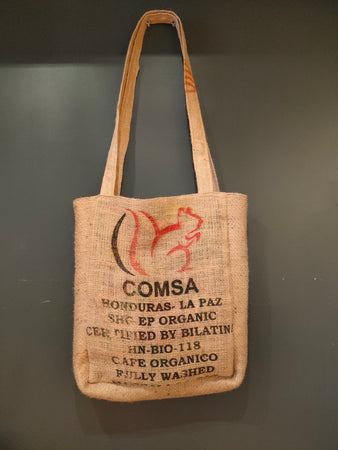 COMSA
HONDURAS- LA PAZ
SHG EP ORGANIC
CERTIFIED BY BILATIN
HN-BIO-118
CAFE ORGANICO
FULLY WASHED